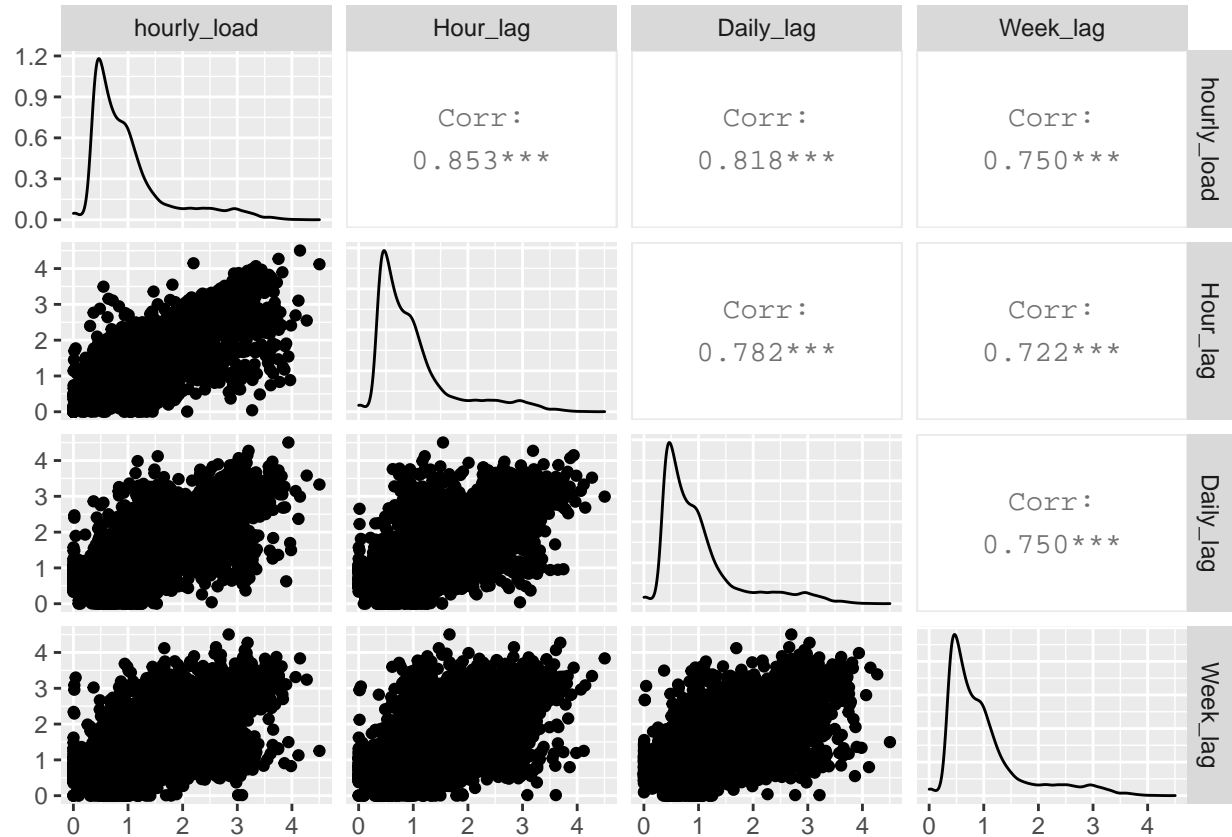 hourly_load Hour_lag Daily_lag Week_lag
1.2
0.9
0.6
0.3
0.0
Corr:
0.853***
Corr:
0.818***
Corr:
0.750***
hourly_load
4
3
2
1
0
Corr:
0.782***
Corr:
0.722***
Hour_lag
4
3
2
1
0
Corr:
0.750***
Daily_lag
4
3
2
1
0
Week_lag
0 1 2 3 4 0 1 2 3 4 0 1 2 3 4 0 1 2 3 4